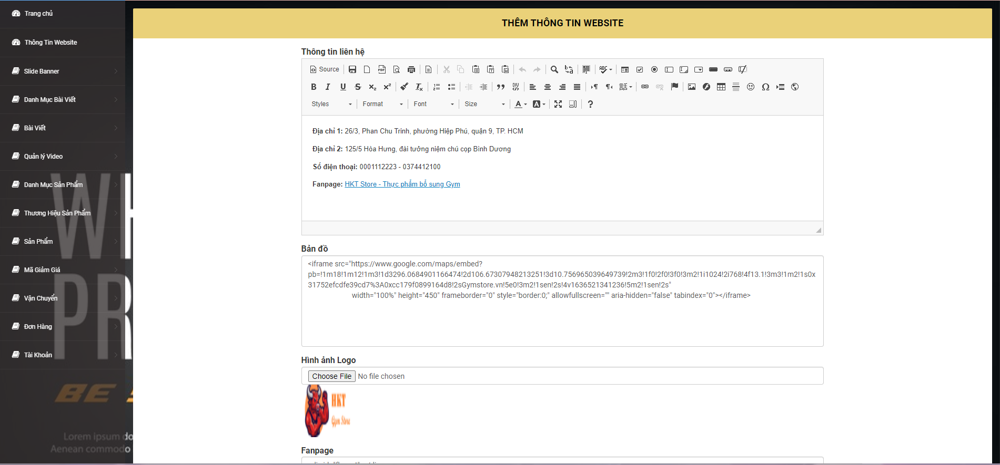 Trang chủ
Thông Tin Website
Slide Banner
Danh Mục Bài Viết
Bài Viết
Quản lý Video
Danh Mục Sản Phẩm
Thương Hiệu Sản Phẩm
Sản Phẩm
Mã Giảm Giá
Vận Chuyển
Đơn Hàng
Tài Khoản
WH
PR
BE
Lorem ipsum do
Aenean commodo
THÊM THÔNG TIN WEBSITE
Thông tin liên hệ
Source
Styles Format Font Size
Địa chỉ 1: 26/3, Phan Chu Trinh, phường Hiệp Phú, quận 9, TP. HCM
Địa chỉ 2: 125/5 Hòa Hưng, đài tưởng niệm chú cọp Bình Dương
Số điện thoại: 0001112223 - 0374412100
Fanpage: HKT Store - Thực phẩm bổ sung Gym
Bản đồ
<iframe src="https://www.google.com/maps/embed?
pb=!1m18!1m12!1m3!1d3296.0684901166474!2d106.67307948213251!3d10.756965039649739!2m3!1f0!2f0!3f0!3m2!1i1024!2i768!4f13.1!3m3!1m2!1s0x
31752efcdfe39cd7%3A0xcc179f0899164d8!2sGymstore.vn!5e0!3m2!1sen!2s!4v1636521341236!5m2!1sen!2s"
width="100%" height="450" frameborder="0" style="border:0;" allowfullscreen="" aria-hidden="false" tabindex="0"></iframe>
Hình ảnh Logo
Choose File No file chosen
HKT
Gym Store
Fanpage